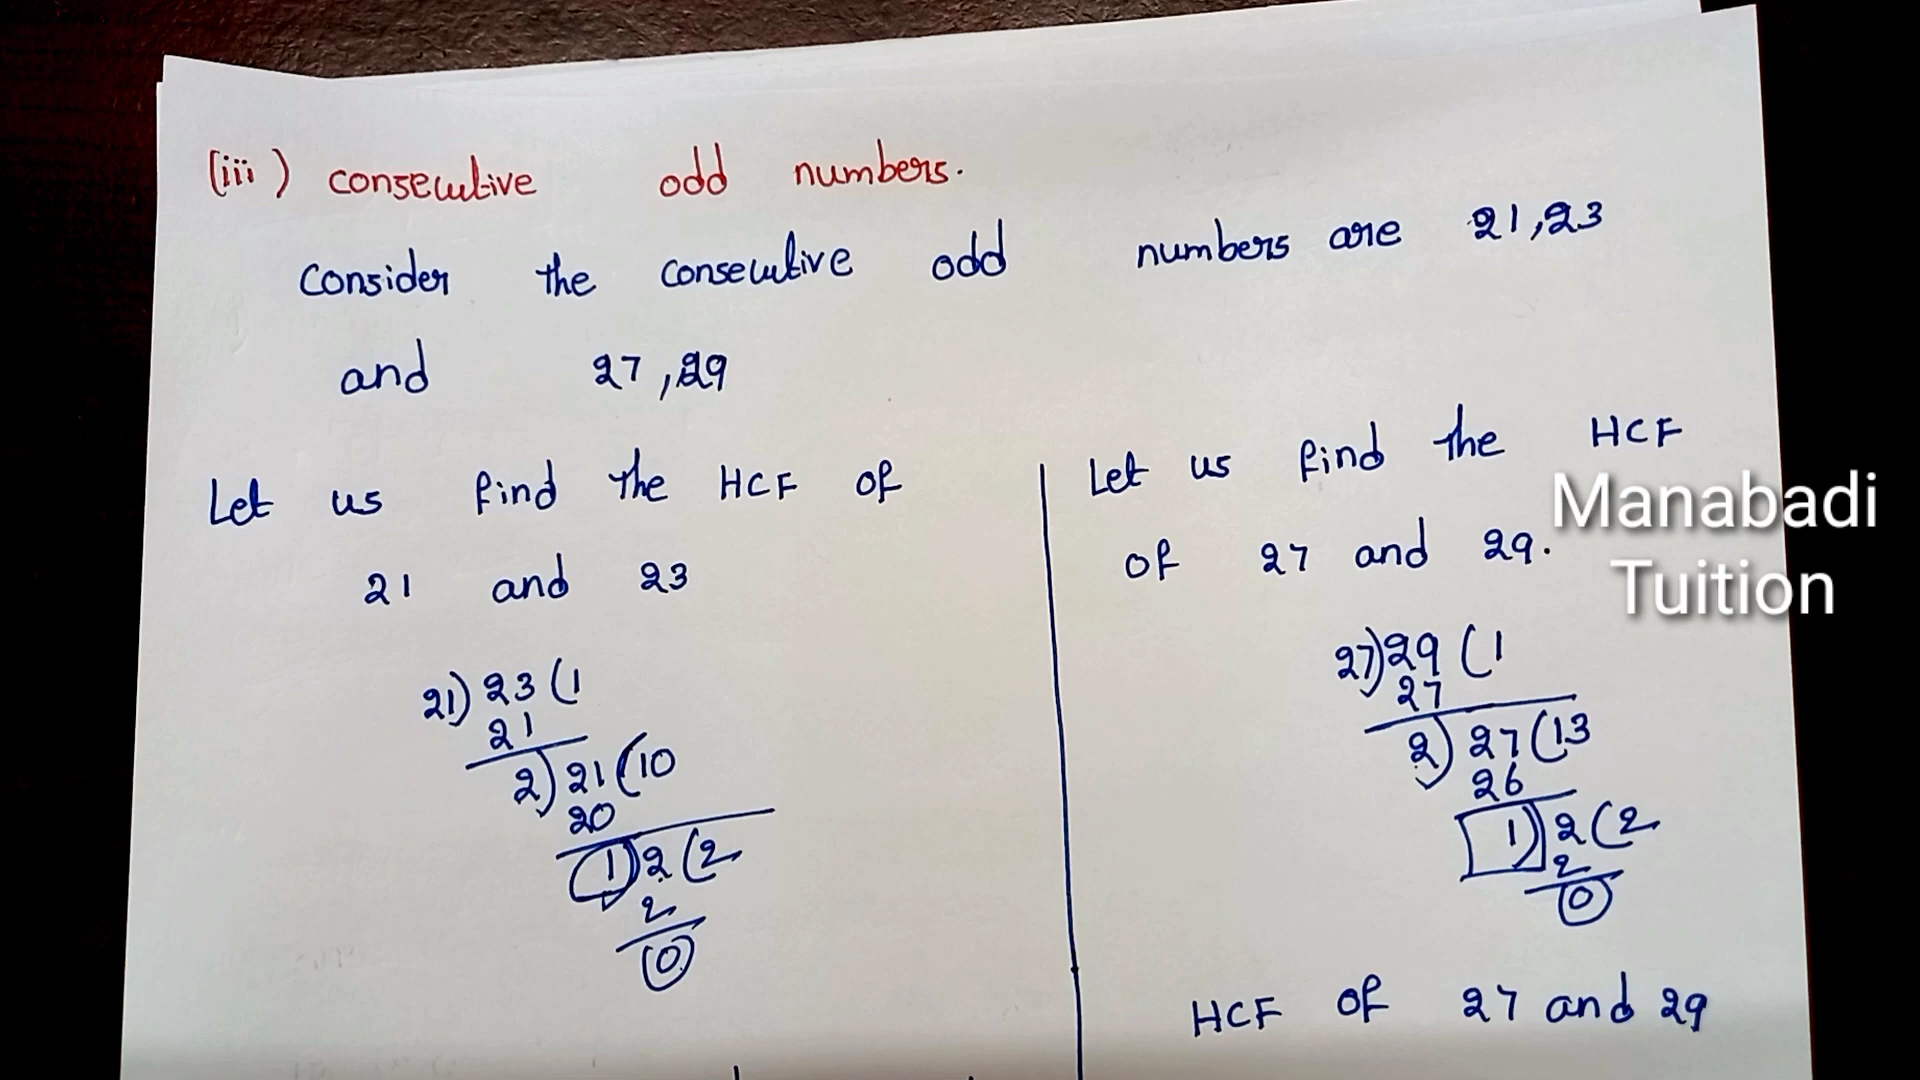 (iii) consecutive odd numbers.
Consider the consecutive odd numbers are 21,23
and 27,29
Let us find the HCF of
21 and 23
21) 23 (1
21
2) 21 (10
20
1) 2 (2
2
0
Let us find the HCF
of 27 and 29.
27) 29 (1
27
2) 27 (13
26
1) 2 (2
2
0
HCF of 27 and 29
Manabadi
Tuition